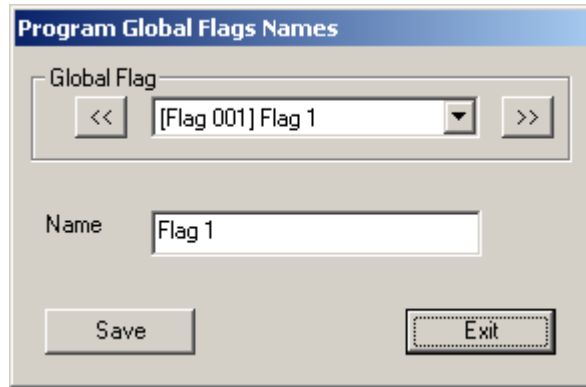 Program Global Flags Names
Global Flag
<< [Flag 001] Flag 1 >>
Name Flag 1
Save Exit